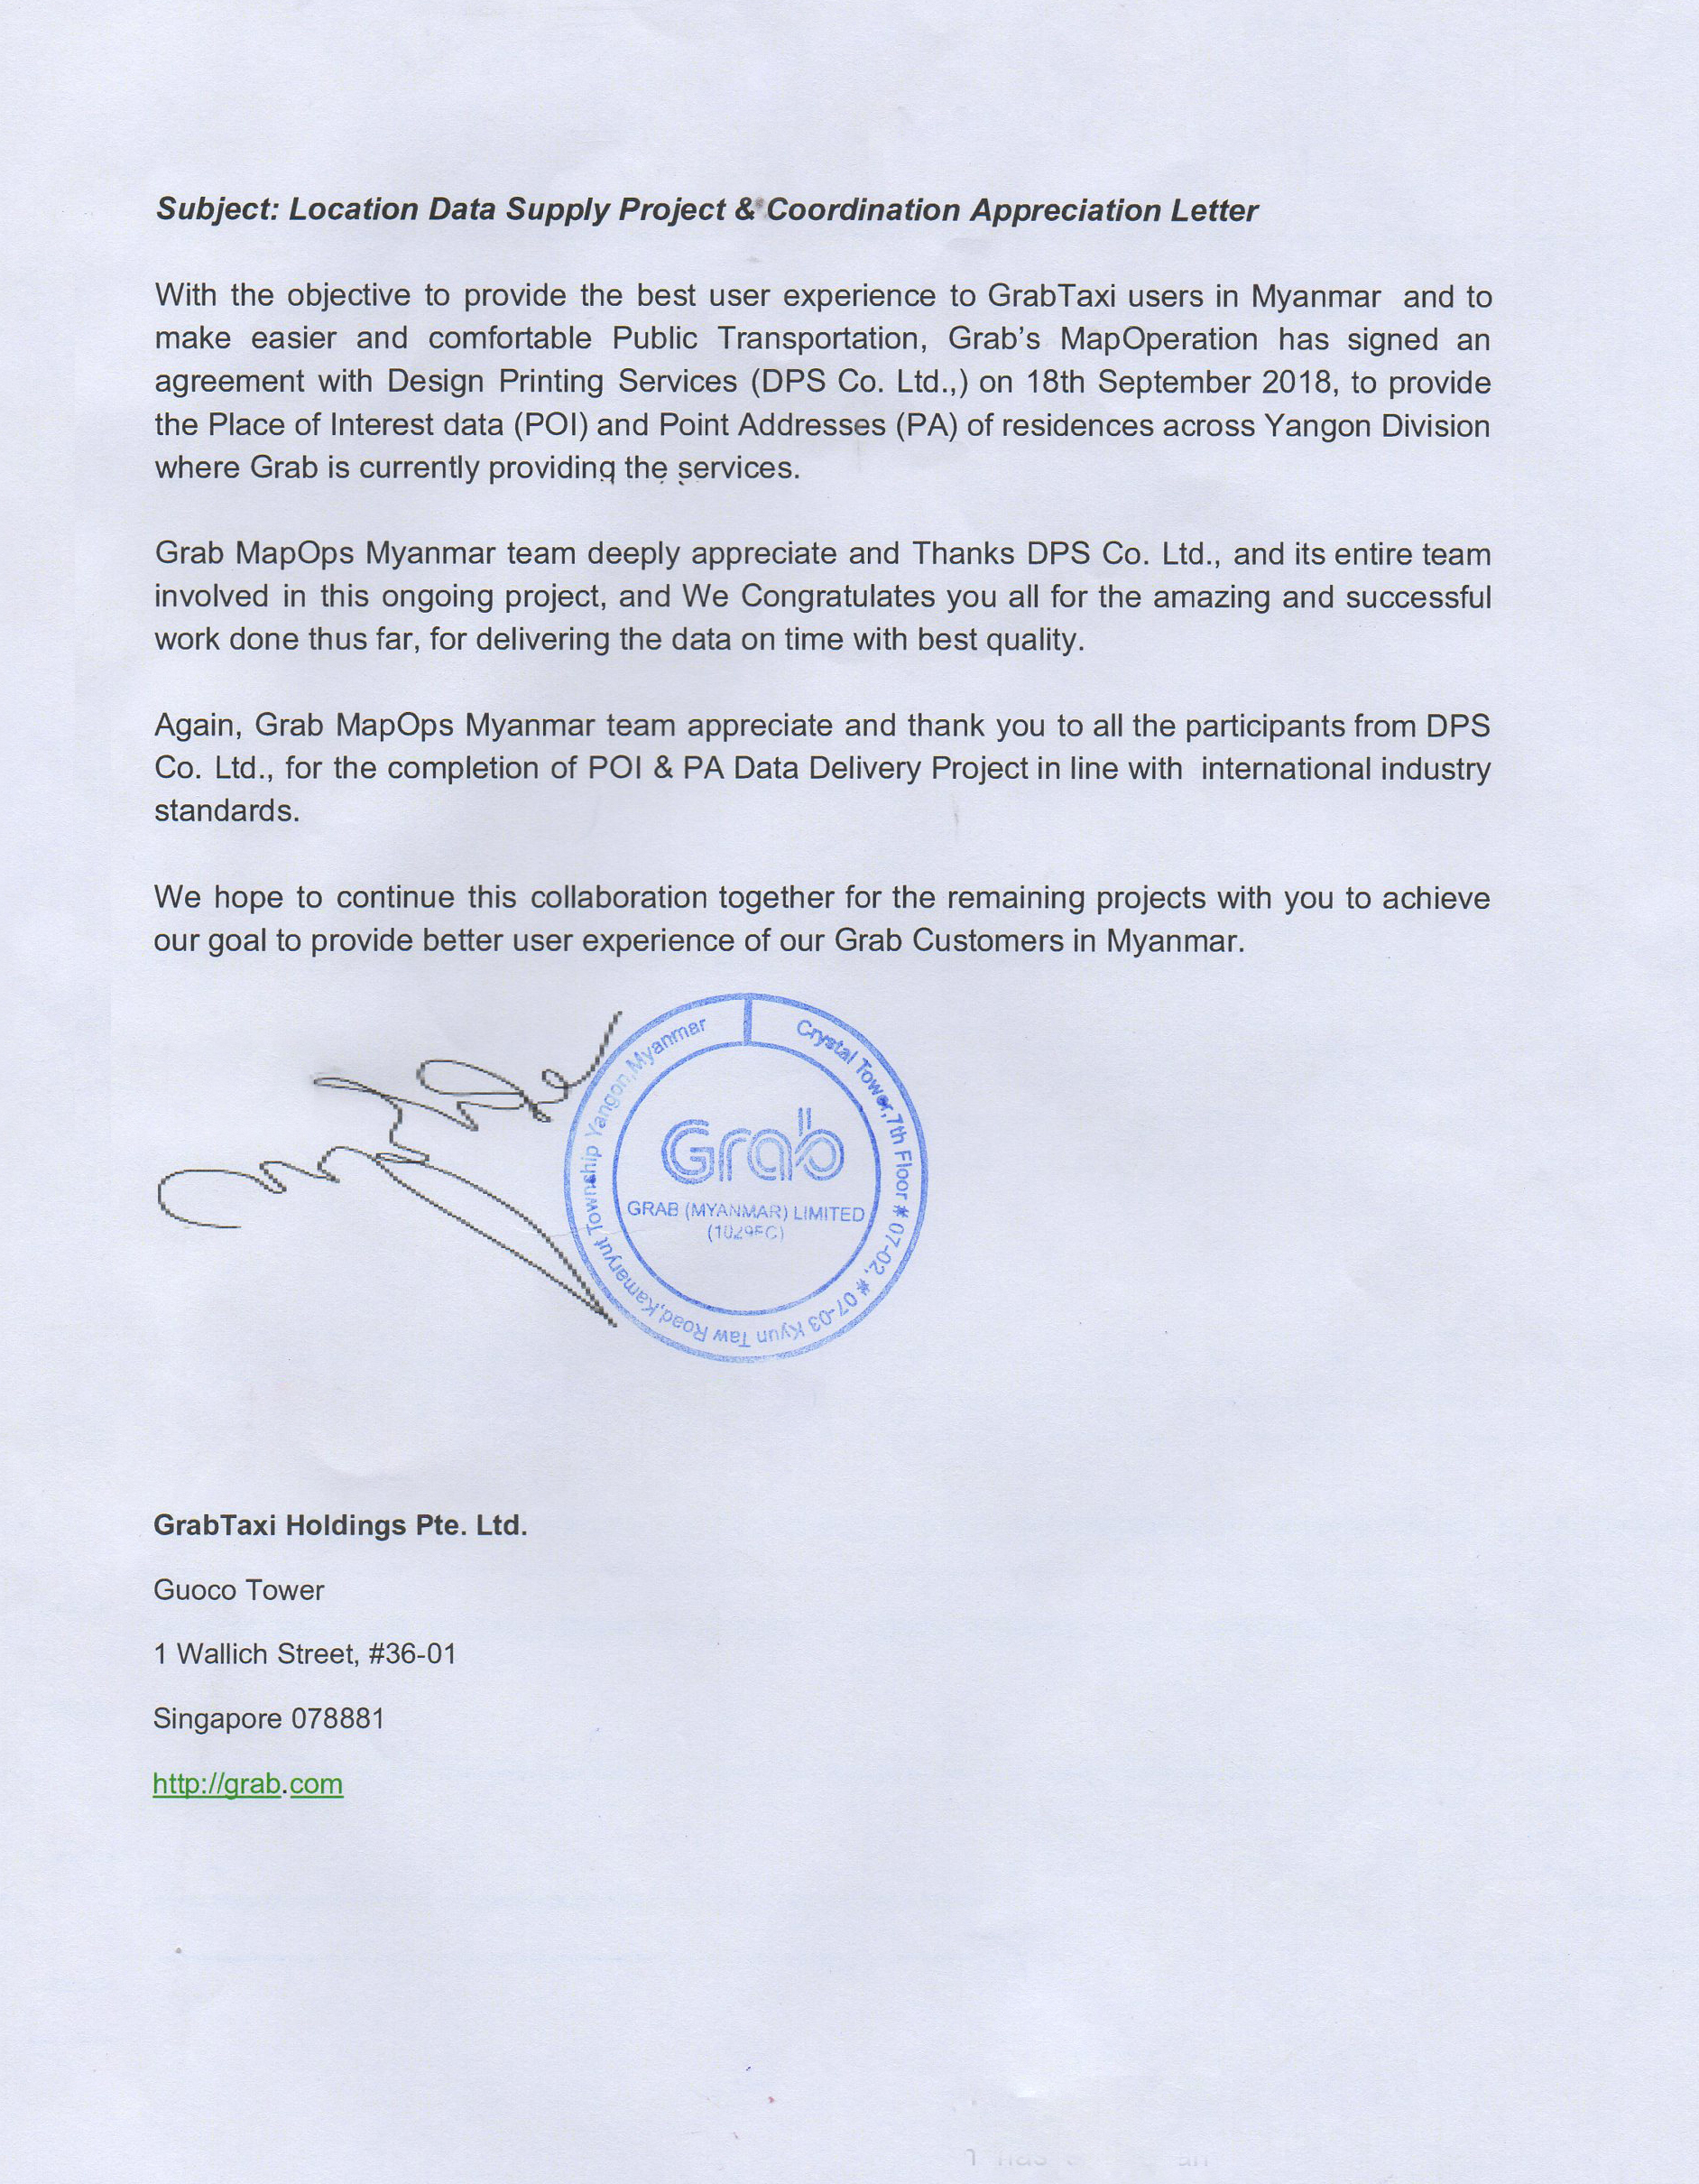 Subject: Location Data Supply Project & Coordination Appreciation Letter
With the objective to provide the best user experience to GrabTaxi users in Myanmar and to
make easier and comfortable Public Transportation, Grab's MapOperation has signed an
agreement with Design Printing Services (DPS Co. Ltd.,) on 18th September 2018, to provide
the Place of Interest data (POI) and Point Addresses (PA) of residences across Yangon Division
where Grab is currently providing the services.
Grab MapOps Myanmar team deeply appreciate and Thanks DPS Co. Ltd., and its entire team
involved in this ongoing project, and We Congratulates you all for the amazing and successful
work done thus far, for delivering the data on time with best quality.
Again, Grab MapOps Myanmar team appreciate and thank you to all the participants from DPS
Co. Ltd., for the completion of POI & PA Data Delivery Project in line with international industry
standards.
We hope to continue this collaboration together for the remaining projects with you to achieve
our goal to provide better user experience of our Grab Customers in Myanmar.
Crystal Tower,7th Floor # 07-02, # 07-03 Kyun Taw Road,Kamaryut Township Yangon,Myanmar
Grab
GRAB (MYANMAR) LIMITED
GrabTaxi Holdings Pte. Ltd.
Guoco Tower
1 Wallich Street, #36-01
Singapore 078881
http://grab.com